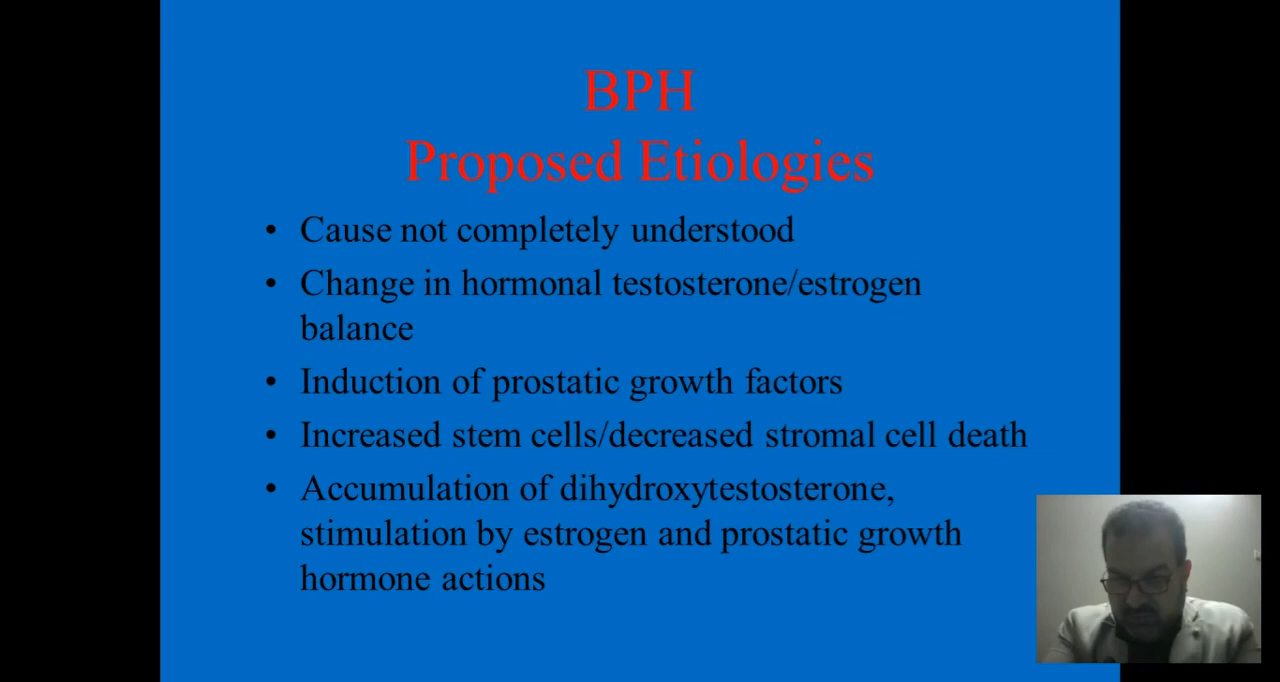 BPH
Proposed Etiologies
• Cause not completely understood
• Change in hormonal testosterone/estrogen
balance
• Induction of prostatic growth factors
• Increased stem cells/decreased stromal cell death
• Accumulation of dihydroxytestosterone,
stimulation by estrogen and prostatic growth
hormone actions